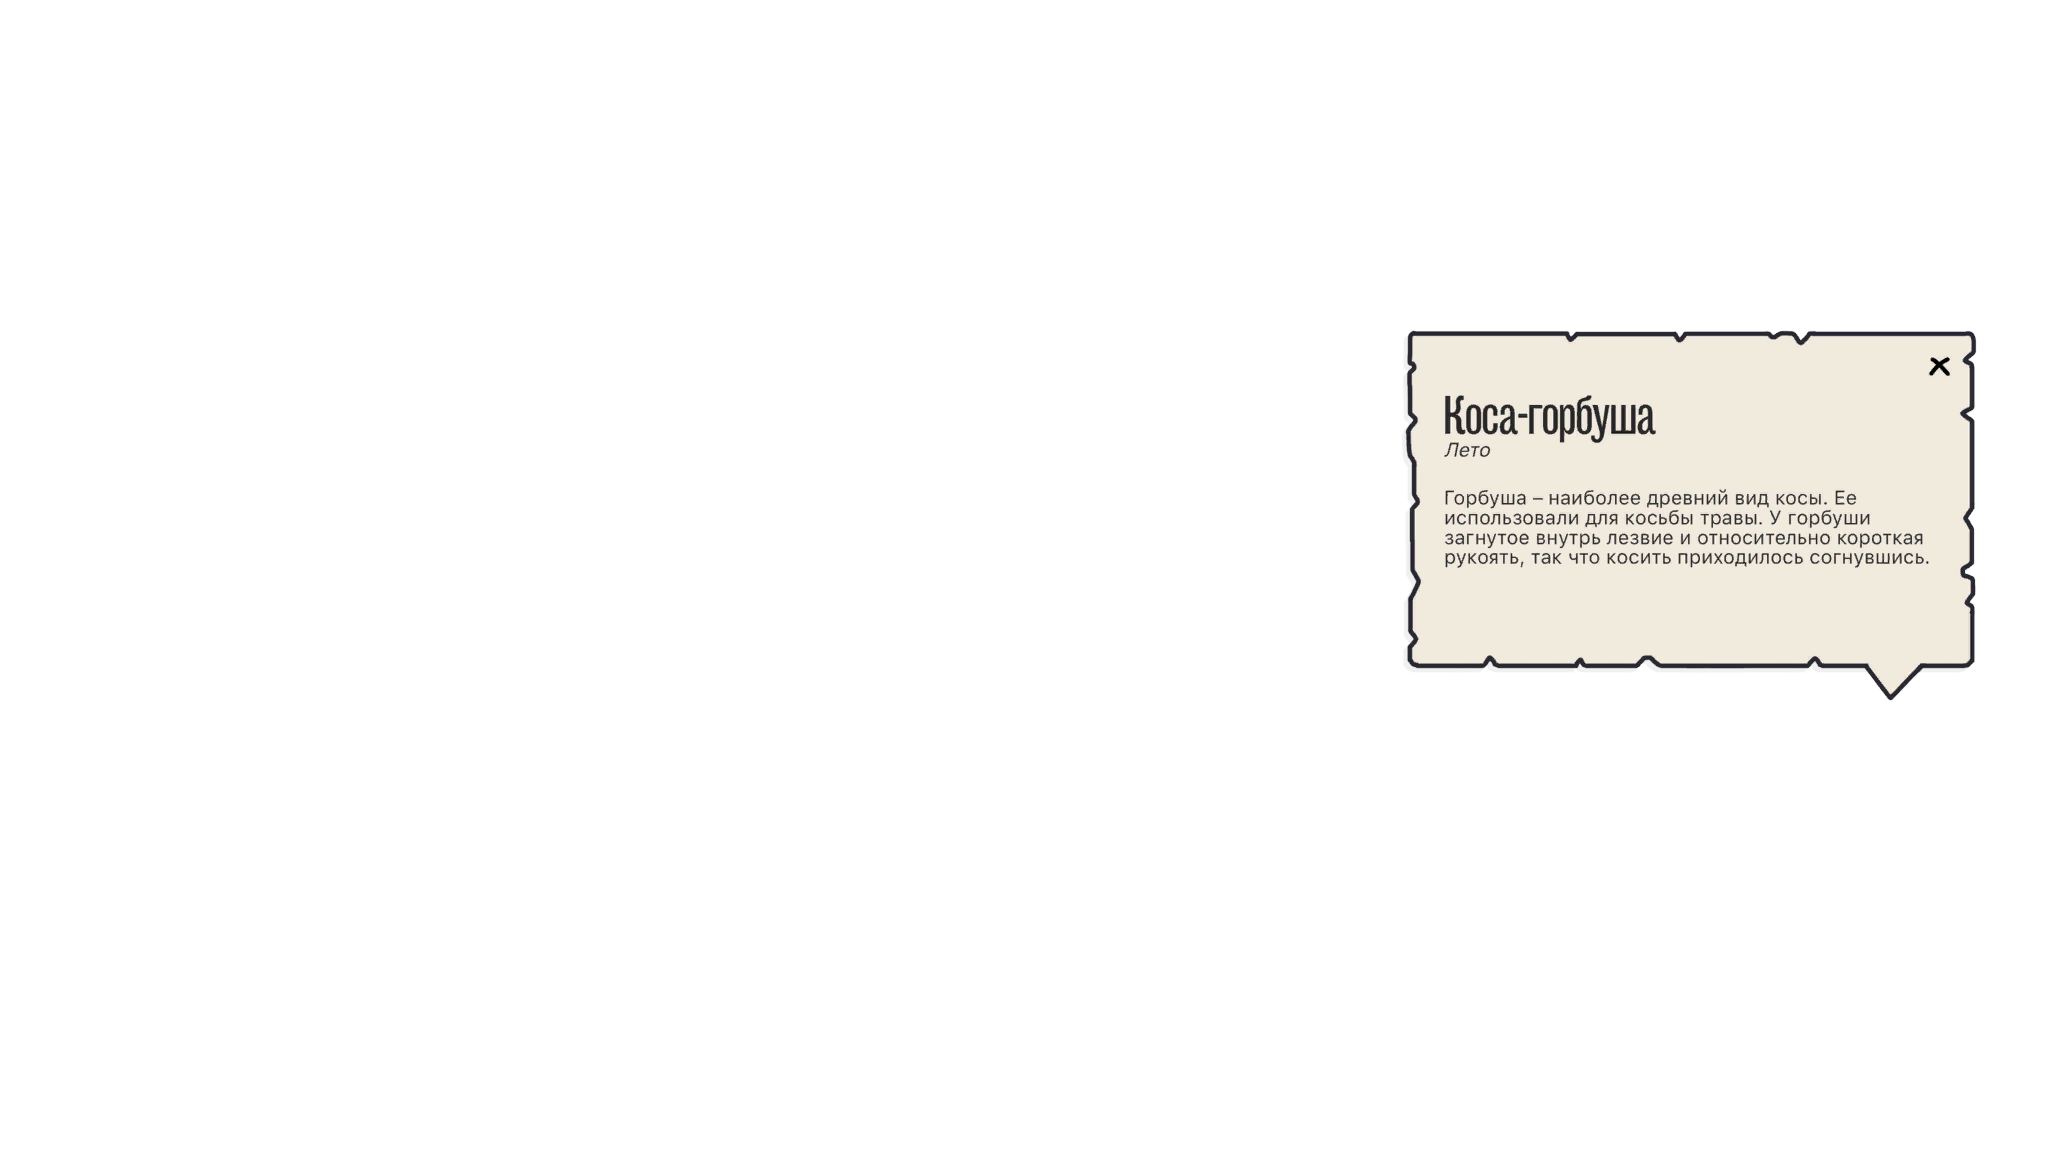 Коса-горбуша
Лето
Горбуша – наиболее древний вид косы. Ее
использовали для косьбы травы. У горбуши
загнутое внутрь лезвие и относительно короткая
рукоять, так что косить приходилось согнувшись.